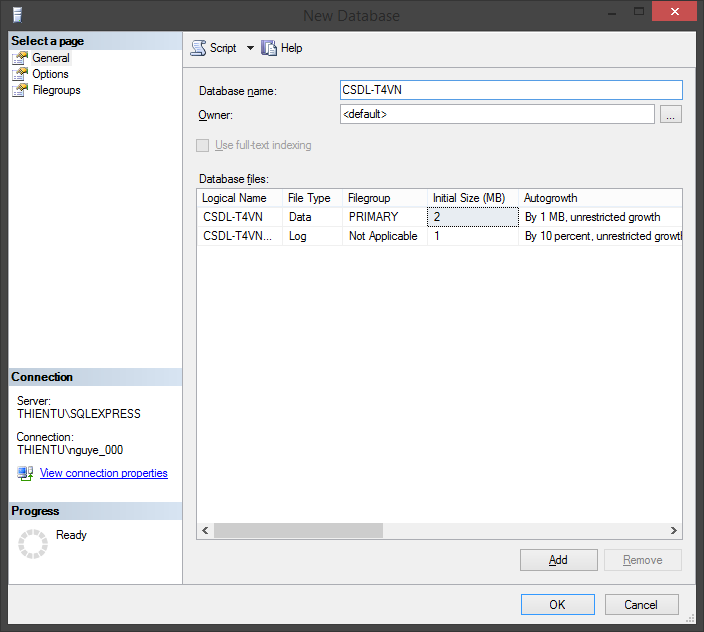 New Database
Select a page
General
Options
Filegroups
Script
Help
Database name:
CSDL-T4VN
Owner:
<default>
...
Use full-text indexing
Database files:
Logical Name File Type Filegroup Initial Size (MB) Autogrowth
CSDL-T4VN Data PRIMARY 2 By 1 MB, unrestricted growth
CSDL-T4VN... Log Not Applicable 1 By 10 percent, unrestricted growth
Connection
Server:
THIENTU\SQLEXPRESS
Connection:
THIENTU\nguye_000
View connection properties
Progress
Ready
Add
Remove
OK
Cancel